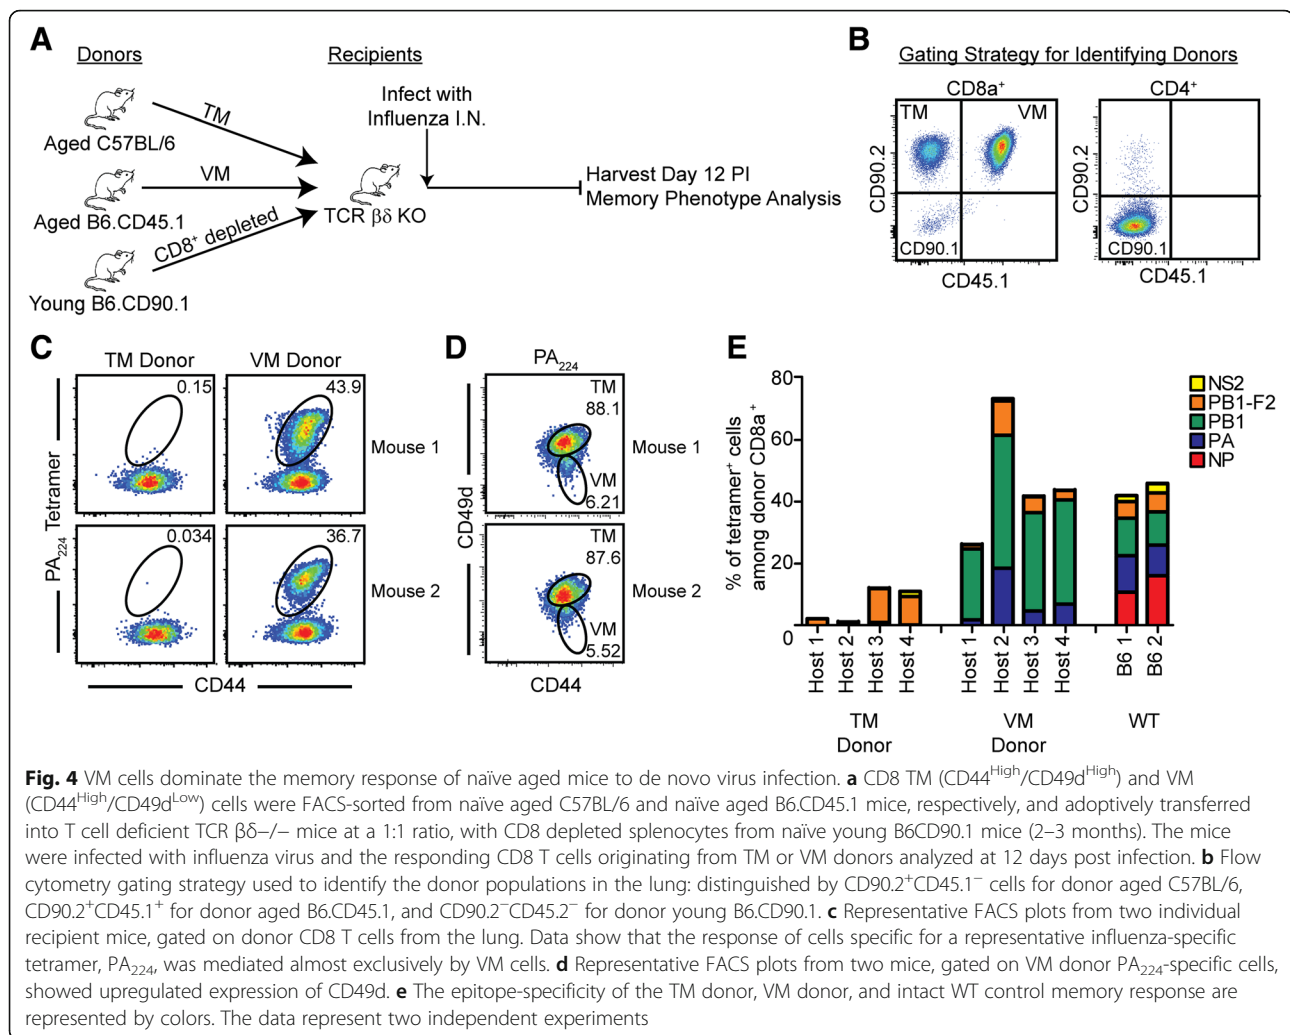 A
Donors
Recipients
TM
Infect with
Influenza I.N.
Aged C57BL/6
VM
Harvest Day 12 PI
Memory Phenotype Analysis
Aged B6.CD45.1
TCR βδ KO
CD8⁺ depleted
Young B6.CD90.1
B
Gating Strategy for Identifying Donors
CD8a⁺
CD4⁺
TM
VM
CD90.2
CD90.2
CD90.1
CD90.1
CD45.1
CD45.1
C
TM Donor
VM Donor
0.15
43.9
Mouse 1
0.034
36.7
Mouse 2
PA₂₂₄ Tetramer
CD44
D
PA₂₂₄
TM
88.1
VM
6.21
Mouse 1
TM
87.6
VM
5.52
Mouse 2
CD49d
CD44
E
% of tetramer⁺ cells
among donor CD8a⁺
80
60
40
20
0
NS2
PB1-F2
PB1
PA
NP
Host 1
Host 2
Host 3
Host 4
Host 1
Host 2
Host 3
Host 4
B6 1
B6 2
TM
Donor
VM
Donor
WT
Fig. 4 VM cells dominate the memory response of naïve aged mice to de novo virus infection. a CD8 TM (CD44^High/CD49d^High) and VM
(CD44^High/CD49d^Low) cells were FACS-sorted from naïve aged C57BL/6 and naïve aged B6.CD45.1 mice, respectively, and adoptively transferred
into T cell deficient TCR βδ−/− mice at a 1:1 ratio, with CD8 depleted splenocytes from naïve young B6CD90.1 mice (2–3 months). The mice
were infected with influenza virus and the responding CD8 T cells originating from TM or VM donors analyzed at 12 days post infection. b Flow
cytometry gating strategy used to identify the donor populations in the lung: distinguished by CD90.2⁺CD45.1⁻ cells for donor aged C57BL/6,
CD90.2⁺CD45.1⁺ for donor aged B6.CD45.1, and CD90.2⁻CD45.2⁻ for donor young B6.CD90.1. c Representative FACS plots from two individual
recipient mice, gated on donor CD8 T cells from the lung. Data show that the response of cells specific for a representative influenza-specific
tetramer, PA₂₂₄, was mediated almost exclusively by VM cells. d Representative FACS plots from two mice, gated on VM donor PA₂₂₄-specific cells,
showed upregulated expression of CD49d. e The epitope-specificity of the TM donor, VM donor, and intact WT control memory response are
represented by colors. The data represent two independent experiments